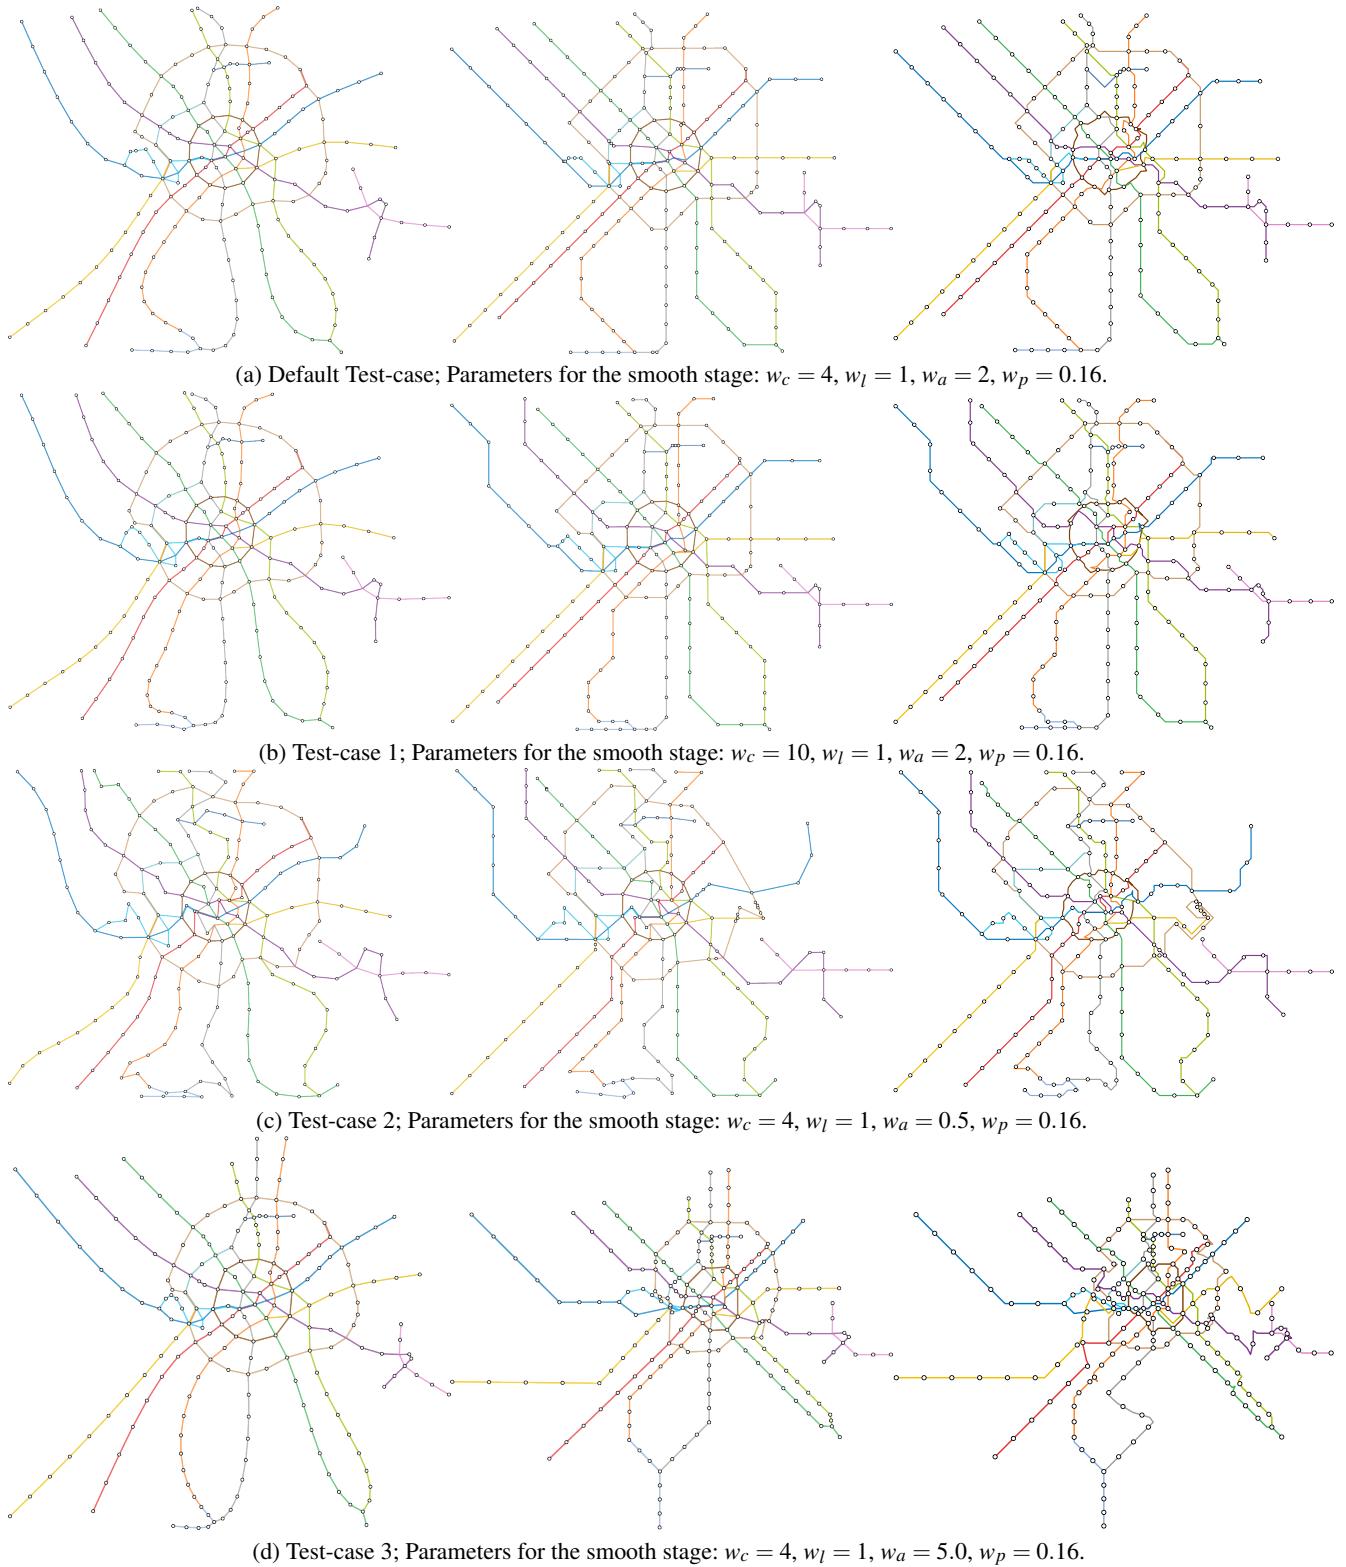 (a) Default Test-case; Parameters for the smooth stage: w_c = 4, w_l = 1, w_a = 2, w_p = 0.16.
(b) Test-case 1; Parameters for the smooth stage: w_c = 10, w_l = 1, w_a = 2, w_p = 0.16.
(c) Test-case 2; Parameters for the smooth stage: w_c = 4, w_l = 1, w_a = 0.5, w_p = 0.16.
(d) Test-case 3; Parameters for the smooth stage: w_c = 4, w_l = 1, w_a = 5.0, w_p = 0.16.